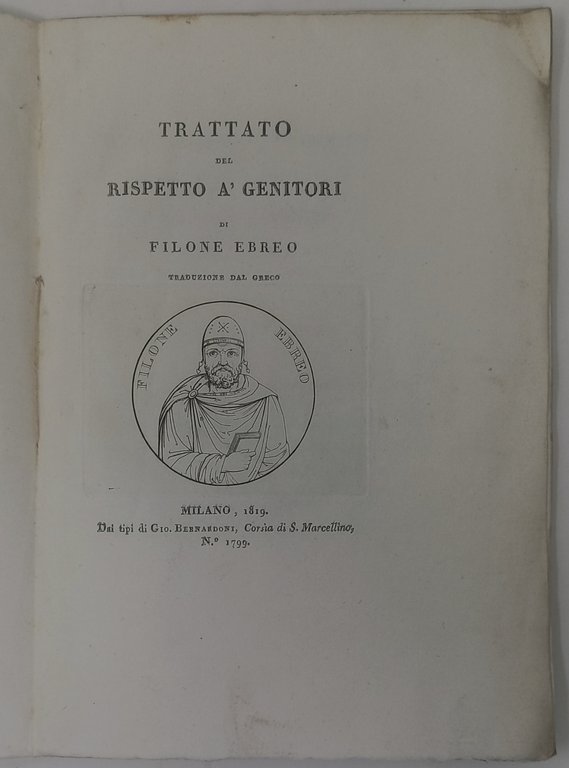 TRATTATO
DEL
RISPETTO A' GENITORI
DI
FILONE EBREO
TRADUZIONE DAL GRECO
FILONE EBREO
MILANO, 1819.
Dai tipi di GIO. BERNARDONI, Corsìa di S. Marcellino,
N.º 1799.